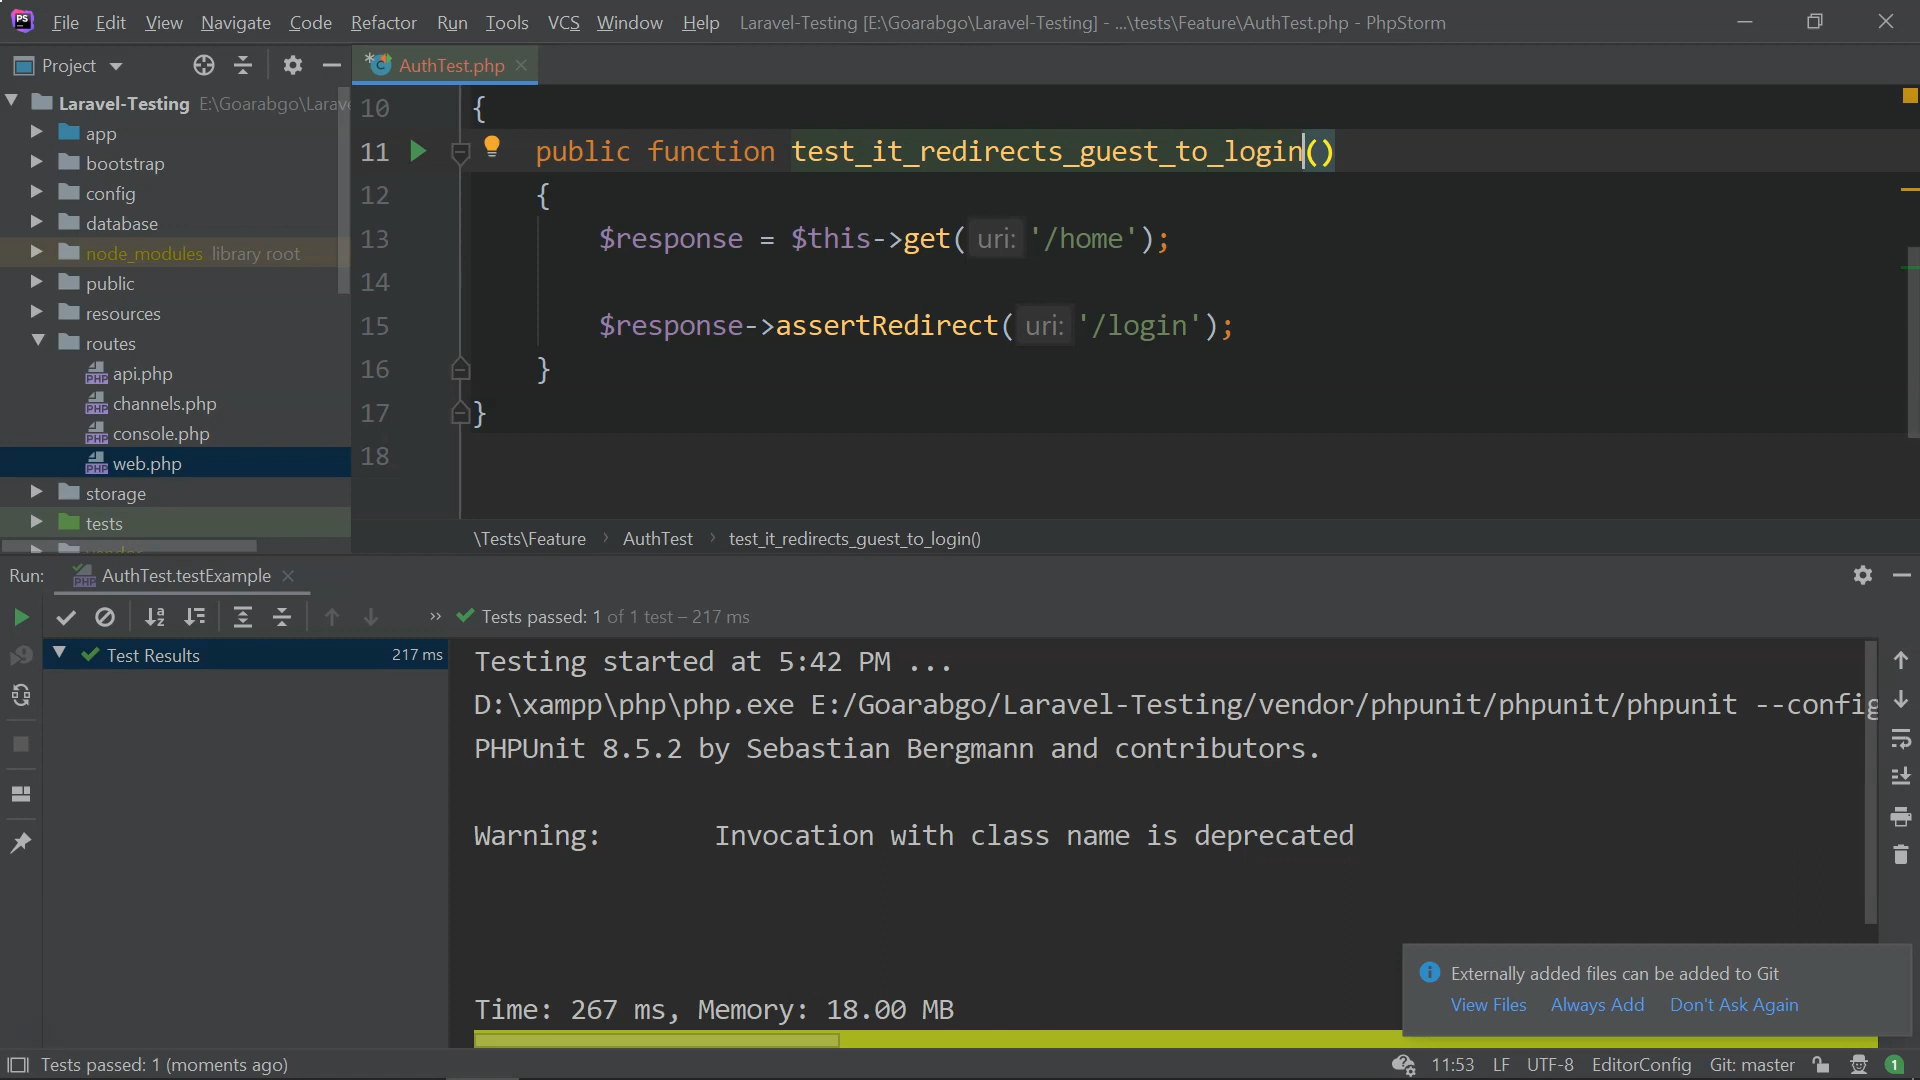 File Edit View Navigate Code Refactor Run Tools VCS Window Help Laravel-Testing [E:\Goarabgo\Laravel-Testing] - ...\tests\Feature\AuthTest.php - PhpStorm
Project
AuthTest.php
Laravel-Testing E:\Goarabgo\Larave
app
bootstrap
config
database
node_modules library root
public
resources
routes
api.php
channels.php
console.php
web.php
storage
tests
10 {
11 public function test_it_redirects_guest_to_login()
12 {
13 $response = $this->get( uri: '/home');
14
15 $response->assertRedirect( uri: '/login');
16 }
17 }
18
\Tests\Feature › AuthTest › test_it_redirects_guest_to_login()
Run: AuthTest.testExample
» Tests passed: 1 of 1 test – 217 ms
Test Results 217 ms
Testing started at 5:42 PM ...
D:\xampp\php\php.exe E:/Goarabgo/Laravel-Testing/vendor/phpunit/phpunit/phpunit --config
PHPUnit 8.5.2 by Sebastian Bergmann and contributors.
Warning: Invocation with class name is deprecated
Time: 267 ms, Memory: 18.00 MB
Externally added files can be added to Git
View Files Always Add Don't Ask Again
Tests passed: 1 (moments ago)
11:53 LF UTF-8 EditorConfig Git: master 1